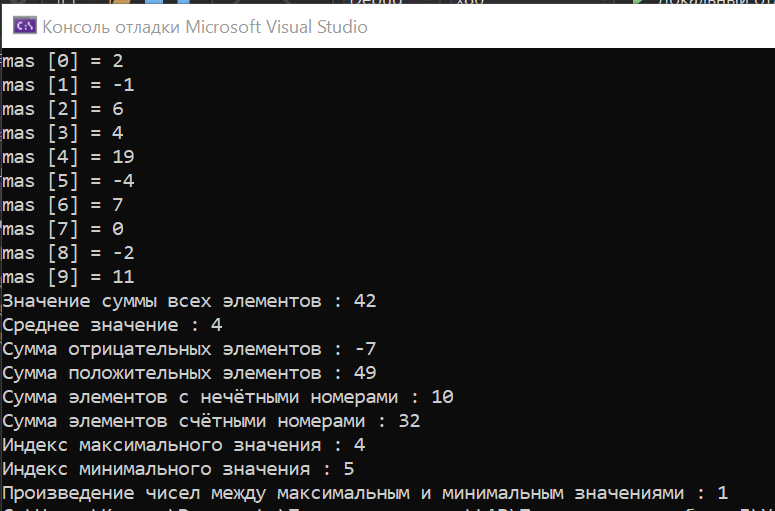 Консоль отладки Microsoft Visual Studio
mas [0] = 2
mas [1] = -1
mas [2] = 6
mas [3] = 4
mas [4] = 19
mas [5] = -4
mas [6] = 7
mas [7] = 0
mas [8] = -2
mas [9] = 11
Значение суммы всех элементов : 42
Среднее значение : 4
Сумма отрицательных элементов : -7
Сумма положительных элементов : 49
Сумма элементов с нечётными номерами : 10
Сумма элементов счётными номерами : 32
Индекс максимального значения : 4
Индекс минимального значения : 5
Произведение чисел между максимальным и минимальным значениями : 1